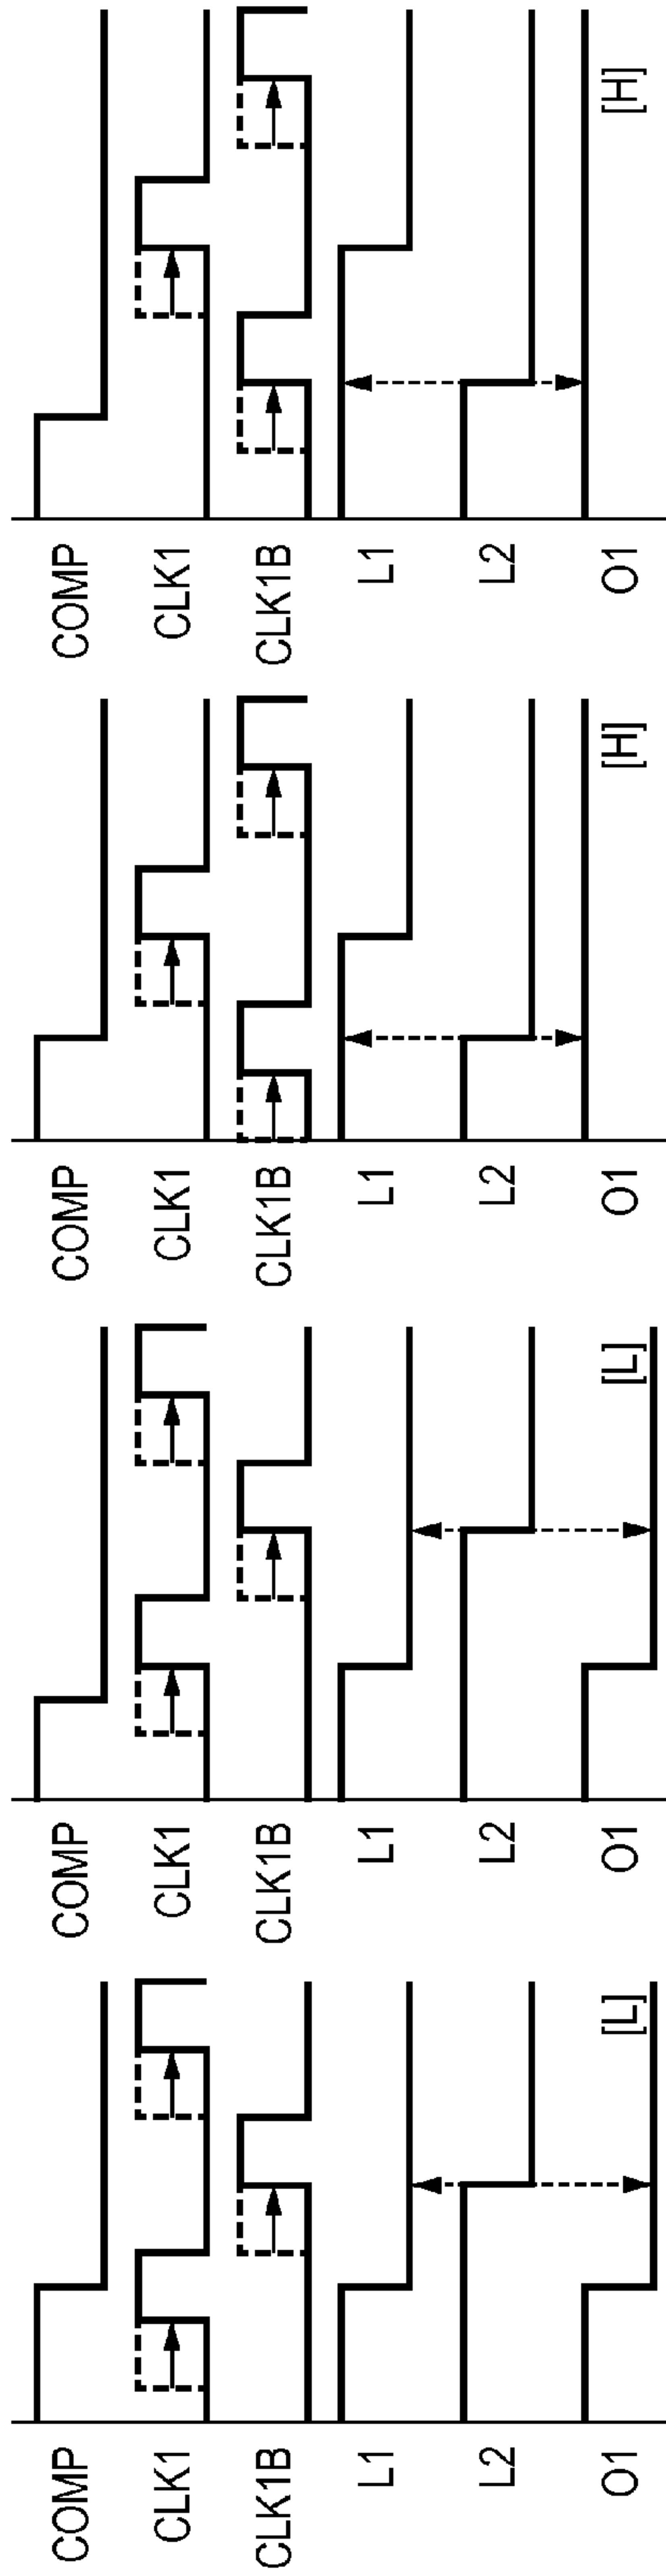 COMP
CLK1
CLK1B
L1
L2
O1
[L]
COMP
CLK1
CLK1B
L1
L2
O1
[L]
COMP
CLK1
CLK1B
L1
L2
O1
[H]
COMP
CLK1
CLK1B
L1
L2
O1
[H]